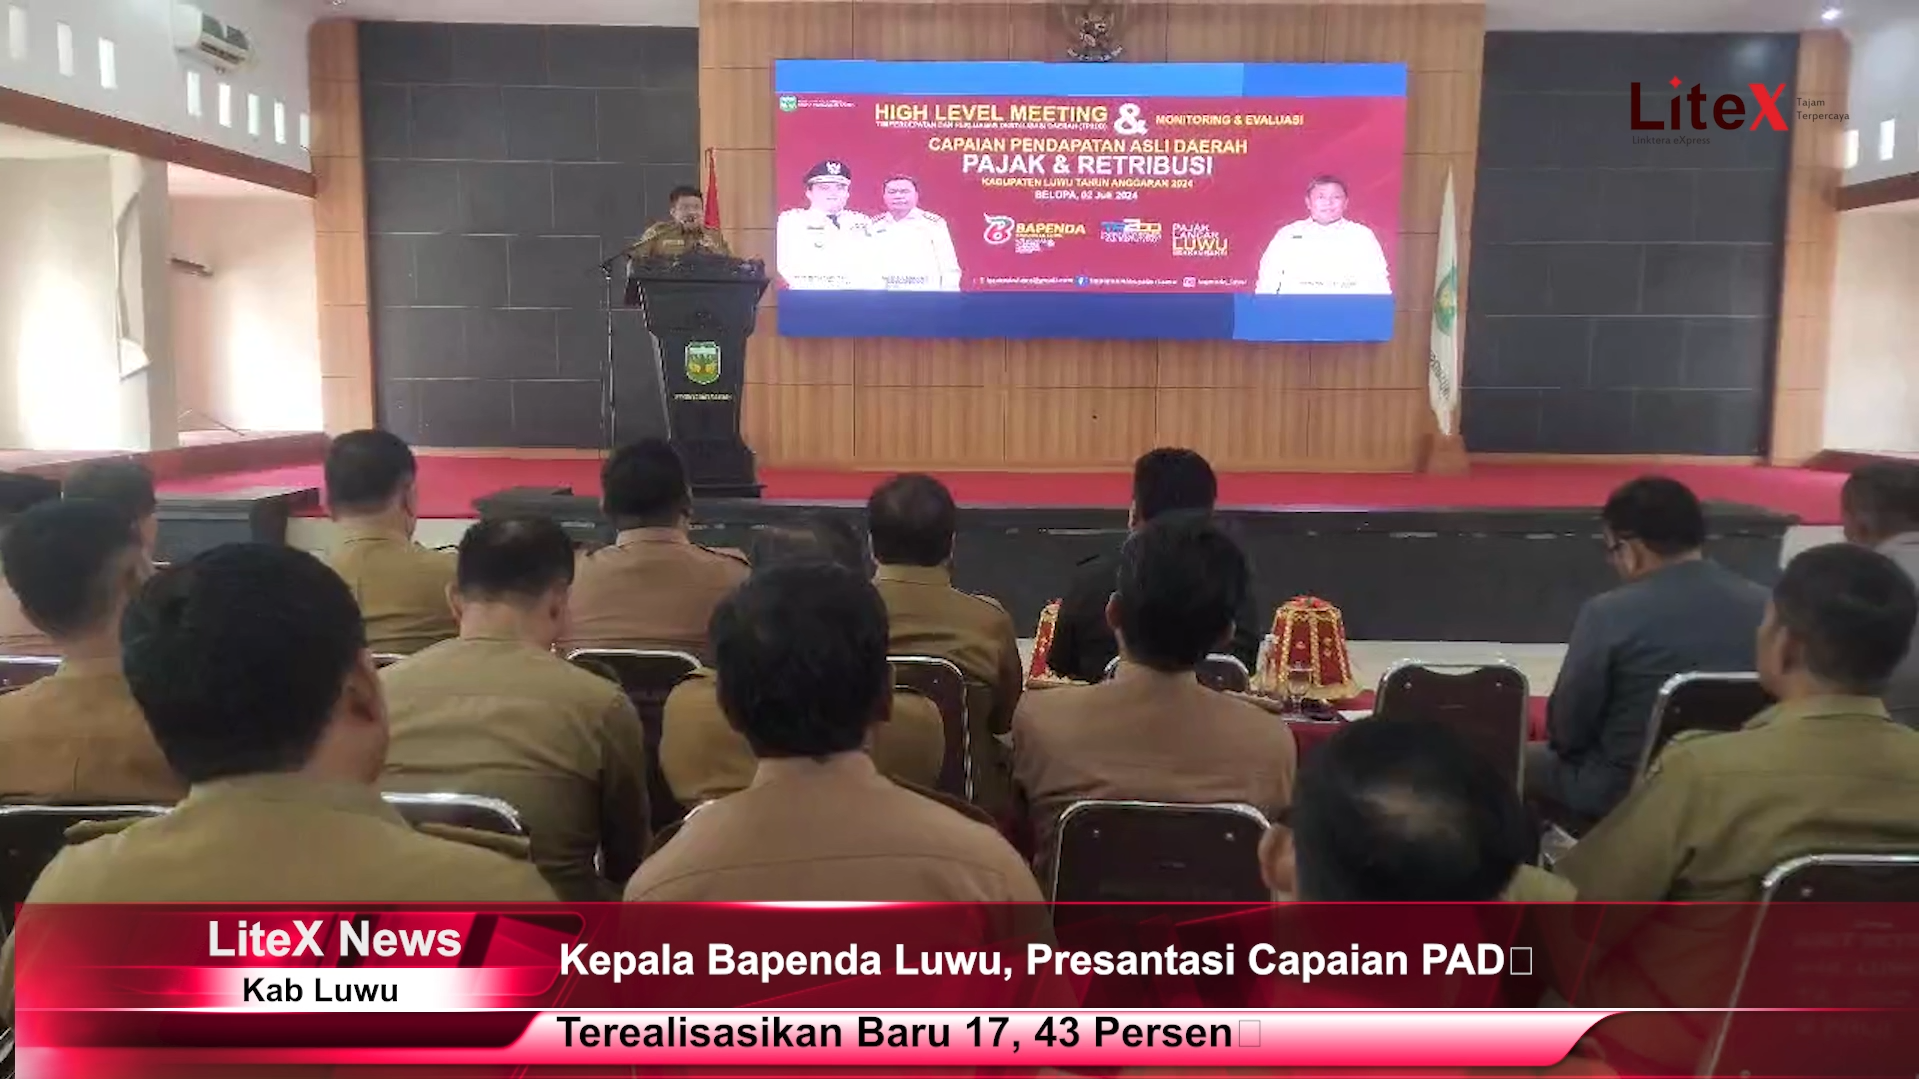 HIGH LEVEL MEETING & MONITORING & EVALUASI
CAPAIAN PENDAPATAN ASLI DAERAH
PAJAK & RETRIBUSI
KABUPATEN LUWU TAHUN ANGGARAN 2024
BELOPA, 02 Juli 2024
BAPENDA
PAJAK
LANCAR
LUWU
LiteX
Tajam
Terpercaya
Linktera eXpress
LiteX News
Kab Luwu
Kepala Bapenda Luwu, Presantasi Capaian PAD
Terealisasikan Baru 17, 43 Persen